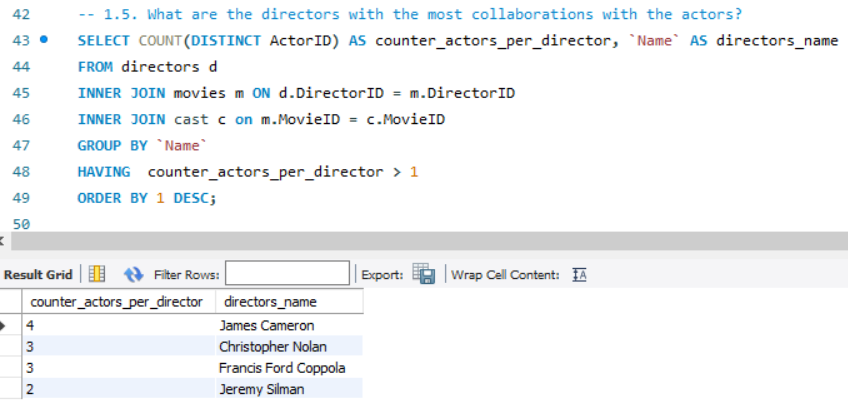 42 -- 1.5. What are the directors with the most collaborations with the actors?
43 SELECT COUNT(DISTINCT ActorID) AS counter_actors_per_director, `Name` AS directors_name
44 FROM directors d
45 INNER JOIN movies m ON d.DirectorID = m.DirectorID
46 INNER JOIN cast c on m.MovieID = c.MovieID
47 GROUP BY `Name`
48 HAVING counter_actors_per_director > 1
49 ORDER BY 1 DESC;
50
Result Grid Filter Rows: Export: Wrap Cell Content: IA
counter_actors_per_director directors_name
4 James Cameron
3 Christopher Nolan
3 Francis Ford Coppola
2 Jeremy Silman